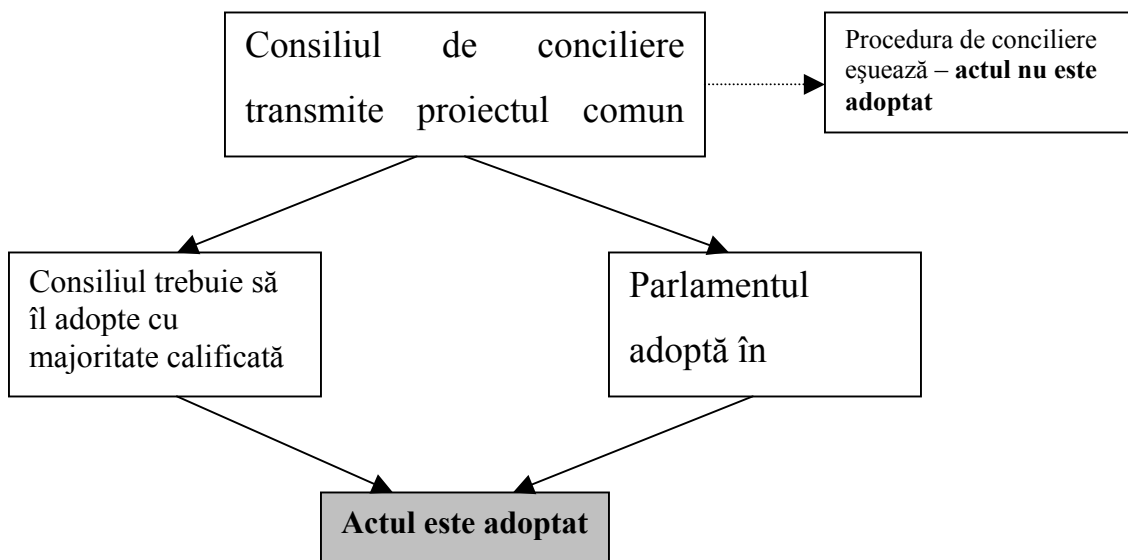 Consiliul de conciliere
transmite proiectul comun
Procedura de conciliere
eşuează – actul nu este
adoptat
Consiliul trebuie să
îl adopte cu
majoritate calificată
Parlamentul
adoptă în
Actul este adoptat